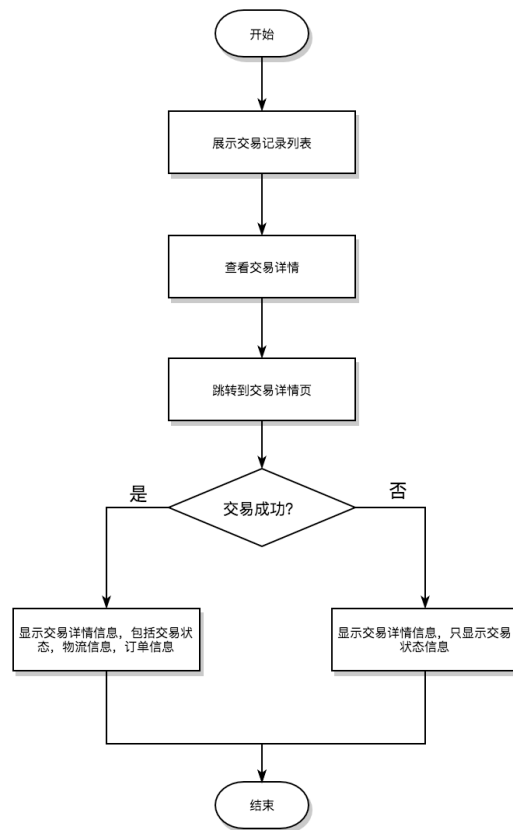 开始
展示交易记录列表
查看交易详情
跳转到交易详情页
交易成功？
是
否
显示交易详情信息，包括交易状
态，物流信息，订单信息
显示交易详情信息，只显示交易
状态信息
结束